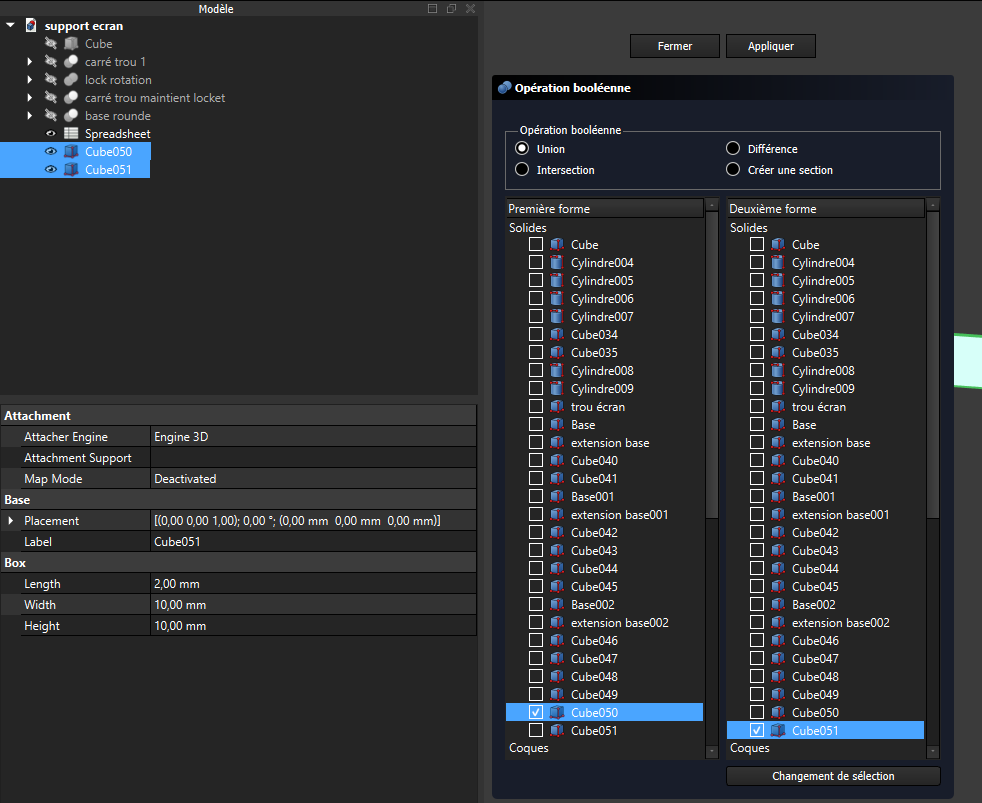 Modèle
support ecran
Cube
carré trou 1
lock rotation
carré trou maintient locket
base rounde
Spreadsheet
Cube050
Cube051
Attachment
Attacher Engine Engine 3D
Attachment Support
Map Mode Deactivated
Base
Placement [(0,00 0,00 1,00); 0,00 °; (0,00 mm 0,00 mm 0,00 mm)]
Label Cube051
Box
Length 2,00 mm
Width 10,00 mm
Height 10,00 mm
Fermer Appliquer
Opération booléenne
Opération booléenne
Union Différence
Intersection Créer une section
Première forme
Solides
Cube
Cylindre004
Cylindre005
Cylindre006
Cylindre007
Cube034
Cube035
Cylindre008
Cylindre009
trou écran
Base
extension base
Cube040
Cube041
Base001
extension base001
Cube042
Cube043
Cube044
Cube045
Base002
extension base002
Cube046
Cube047
Cube048
Cube049
Cube050
Cube051
Coques
Deuxième forme
Solides
Cube
Cylindre004
Cylindre005
Cylindre006
Cylindre007
Cube034
Cube035
Cylindre008
Cylindre009
trou écran
Base
extension base
Cube040
Cube041
Base001
extension base001
Cube042
Cube043
Cube044
Cube045
Base002
extension base002
Cube046
Cube047
Cube048
Cube049
Cube050
Cube051
Coques
Changement de sélection